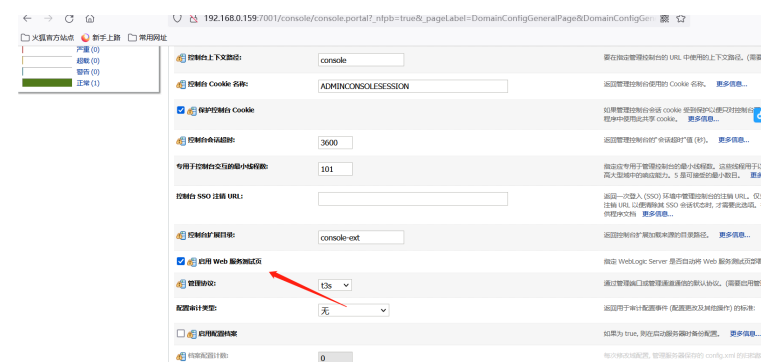 192.168.0.159:7001/console/console.portal?_nfpb=true&_pageLabel=DomainConfigGeneralPage&DomainConfigGen
火狐官方站点 新手上路 常用网址
严重 (0)
超载 (0)
警告 (0)
正常 (1)
控制台上下文路径: console 要在指定管理控制台的 URL 中使用的上下文路径。(需要
控制台 Cookie 名称: ADMINCONSOLESESSION 返回管理控制台使用的 Cookie 名称。 更多信息...
保护控制台 Cookie 如果管理控制台会话 cookie 受到保护以便只对控制台
程序中使用此共享 cookie。 更多信息...
控制台会话超时: 3600 返回管理控制台的"会话超时"值 (秒)。 更多信息...
专用于控制台交互的最小线程数: 101 指定应专用于管理控制台的最小线程数。这些线程用于以
高大型域中的响应能力。5 是可接受的最小数目。 更多
控制台 SSO 注销 URL: 返回一次登入 (SSO) 环境中管理控制台的注销 URL。仅
注销 URL 以便清除其 SSO 会话状态时, 才需要此选项。
供程序文档 更多信息...
控制台扩展目录: console-ext 返回控制台扩展加载来源的目录路径。 更多信息...
启用 Web 服务测试页 指定 WebLogic Server 是否自动将 Web 服务测试页部
管理协议: t3s 通过管理端口或管理通道通信的默认协议。(需要启用管
配置审计类型: 无 返回用于审计配置事件 (配置更改及其他操作) 的标准:
启用配置档案 如果为 true, 则在启动服务器时备份配置。 更多信息...
档案配置计数: 0